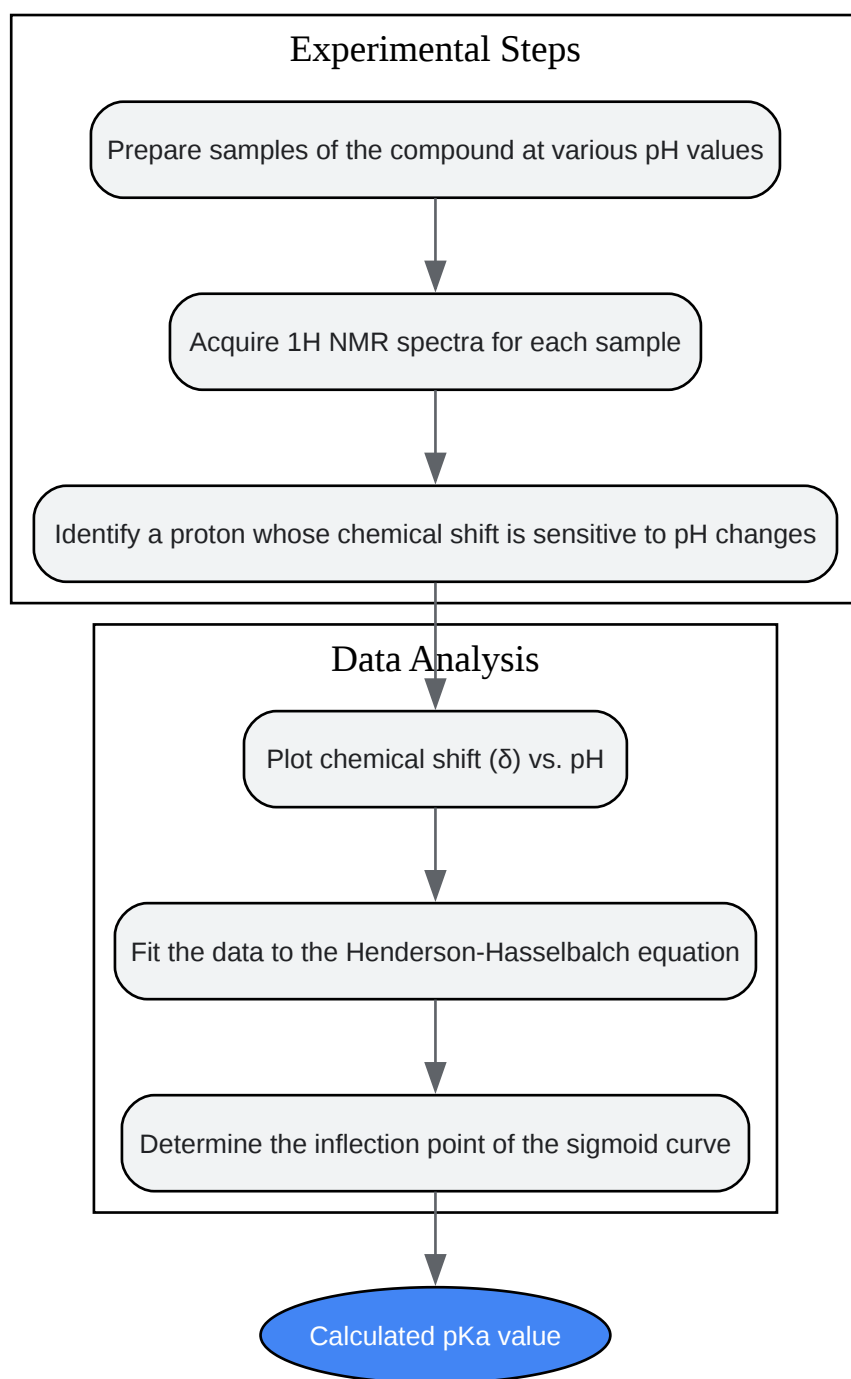 Experimental Steps
Prepare samples of the compound at various pH values
Acquire 1H NMR spectra for each sample
Identify a proton whose chemical shift is sensitive to pH changes
Data Analysis
Plot chemical shift (δ) vs. pH
Fit the data to the Henderson-Hasselbalch equation
Determine the inflection point of the sigmoid curve
Calculated pKa value